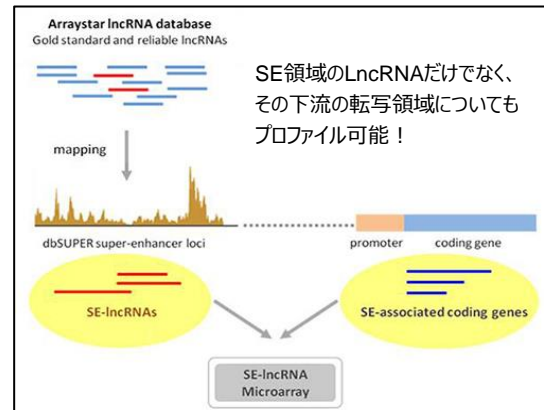 Arraystar lncRNA database
Gold standard and reliable lncRNAs
SE領域のLncRNAだけでなく、
その下流の転写領域についても
プロファイル可能！
mapping
dbSUPER super-enhancer loci
promoter
coding gene
SE-lncRNAs
SE-associated coding genes
SE-lncRNA
Microarray